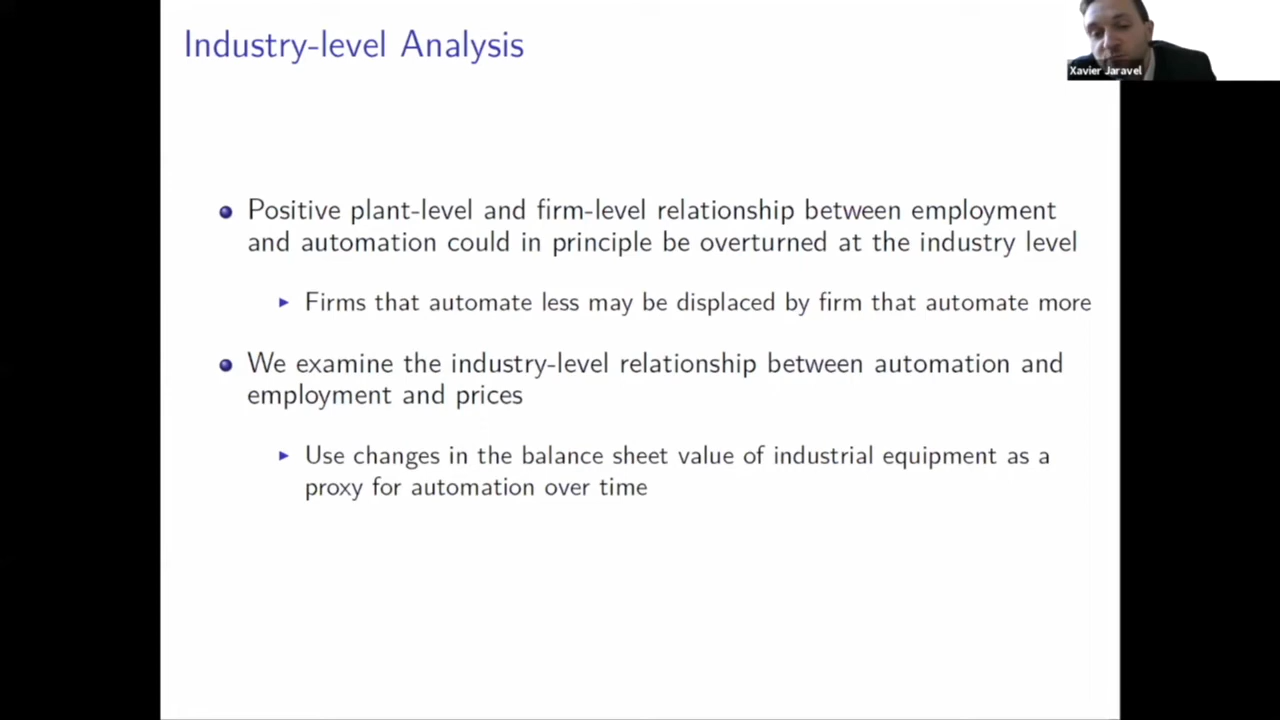 Industry-level Analysis
Xavier Jaravel
Positive plant-level and firm-level relationship between employment
and automation could in principle be overturned at the industry level
Firms that automate less may be displaced by firm that automate more
We examine the industry-level relationship between automation and
employment and prices
Use changes in the balance sheet value of industrial equipment as a
proxy for automation over time